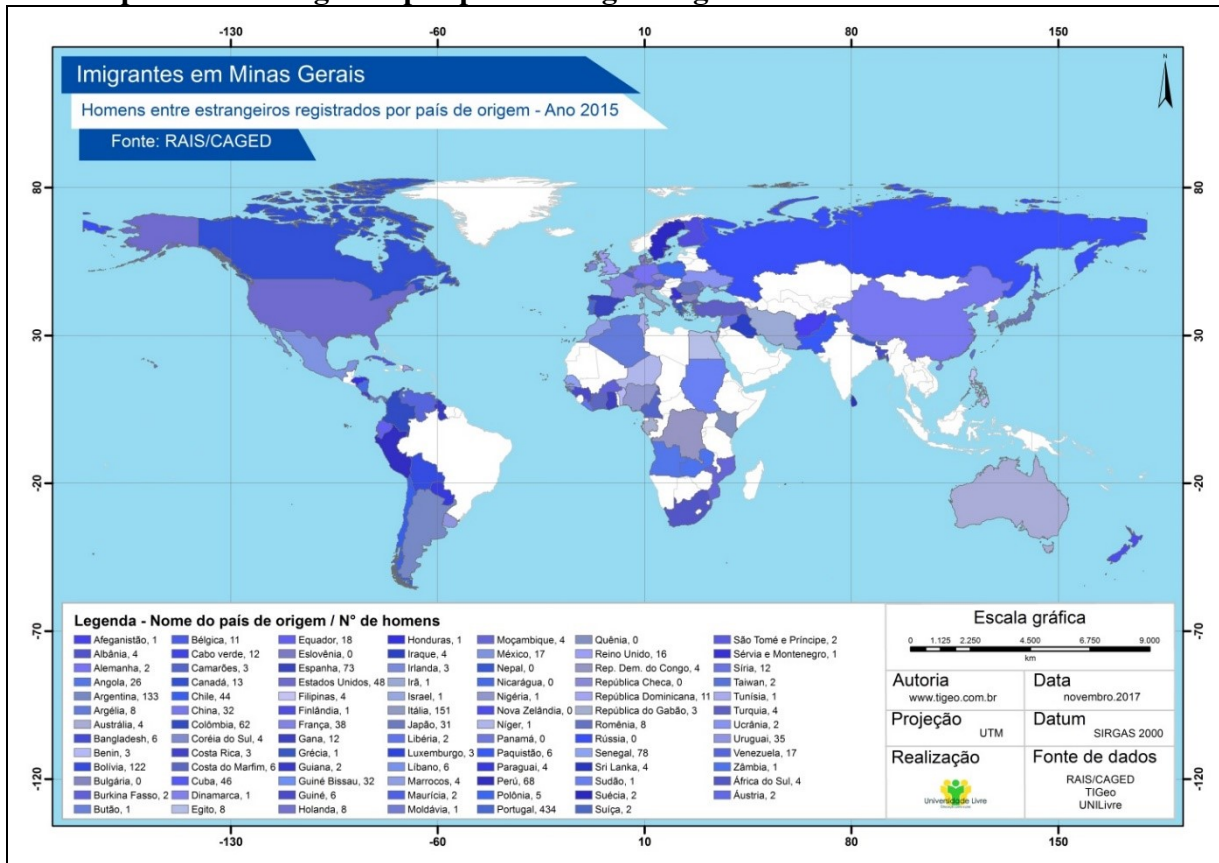 -130 -60 10 80 150
Imigrantes em Minas Gerais
Homens entre estrangeiros registrados por país de origem - Ano 2015
Fonte: RAIS/CAGED
N
80 80
30 30
-20 -20
-70 -70
-120 -120
Legenda - Nome do país de origem / N° de homens
Afeganistão, 1
Albânia, 4
Alemanha, 2
Angola, 26
Argentina, 133
Argélia, 8
Austrália, 4
Bangladesh, 6
Benin, 3
Bolívia, 122
Bulgária, 0
Burkina Fasso, 2
Butão, 1
Bélgica, 11
Cabo verde, 12
Camarões, 3
Canadá, 13
Chile, 44
China, 32
Colômbia, 62
Coréia do Sul, 4
Costa Rica, 3
Costa do Marfim, 6
Cuba, 46
Dinamarca, 1
Egito, 8
Equador, 18
Eslovênia, 0
Espanha, 73
Estados Unidos, 48
Filipinas, 4
Finlândia, 1
França, 38
Gana, 12
Grécia, 1
Guiana, 2
Guiné Bissau, 32
Guiné, 6
Holanda, 8
Honduras, 1
Iraque, 4
Irlanda, 3
Irã, 1
Israel, 1
Itália, 151
Japão, 31
Libéria, 2
Luxemburgo, 3
Líbano, 6
Marrocos, 4
Maurícia, 2
Moldávia, 1
Moçambique, 4
México, 17
Nepal, 0
Nicarágua, 0
Nigéria, 1
Nova Zelândia, 0
Níger, 1
Panamá, 0
Paquistão, 6
Paraguai, 4
Perú, 68
Polônia, 5
Portugal, 434
Quênia, 0
Reino Unido, 16
Rep. Dem. do Congo, 4
República Checa, 0
República Dominicana, 11
República do Gabão, 3
Romênia, 8
Rússia, 0
Senegal, 78
Sri Lanka, 4
Sudão, 1
Suécia, 2
Suíça, 2
São Tomé e Príncipe, 2
Sérvia e Montenegro, 1
Síria, 12
Taiwan, 2
Tunísia, 1
Turquia, 4
Ucrânia, 2
Uruguai, 35
Venezuela, 17
Zâmbia, 1
África do Sul, 4
Áustria, 2
Escala gráfica
0 1.125 2.250 4.500 6.750 9.000
km
Autoria
www.tigeo.com.br
Data
novembro.2017
Projeção
UTM
Datum
SIRGAS 2000
Realização
Universidade Livre
Fonte de dados
RAIS/CAGED
TIGeo
UNILivre
-130 -60 10 80 150